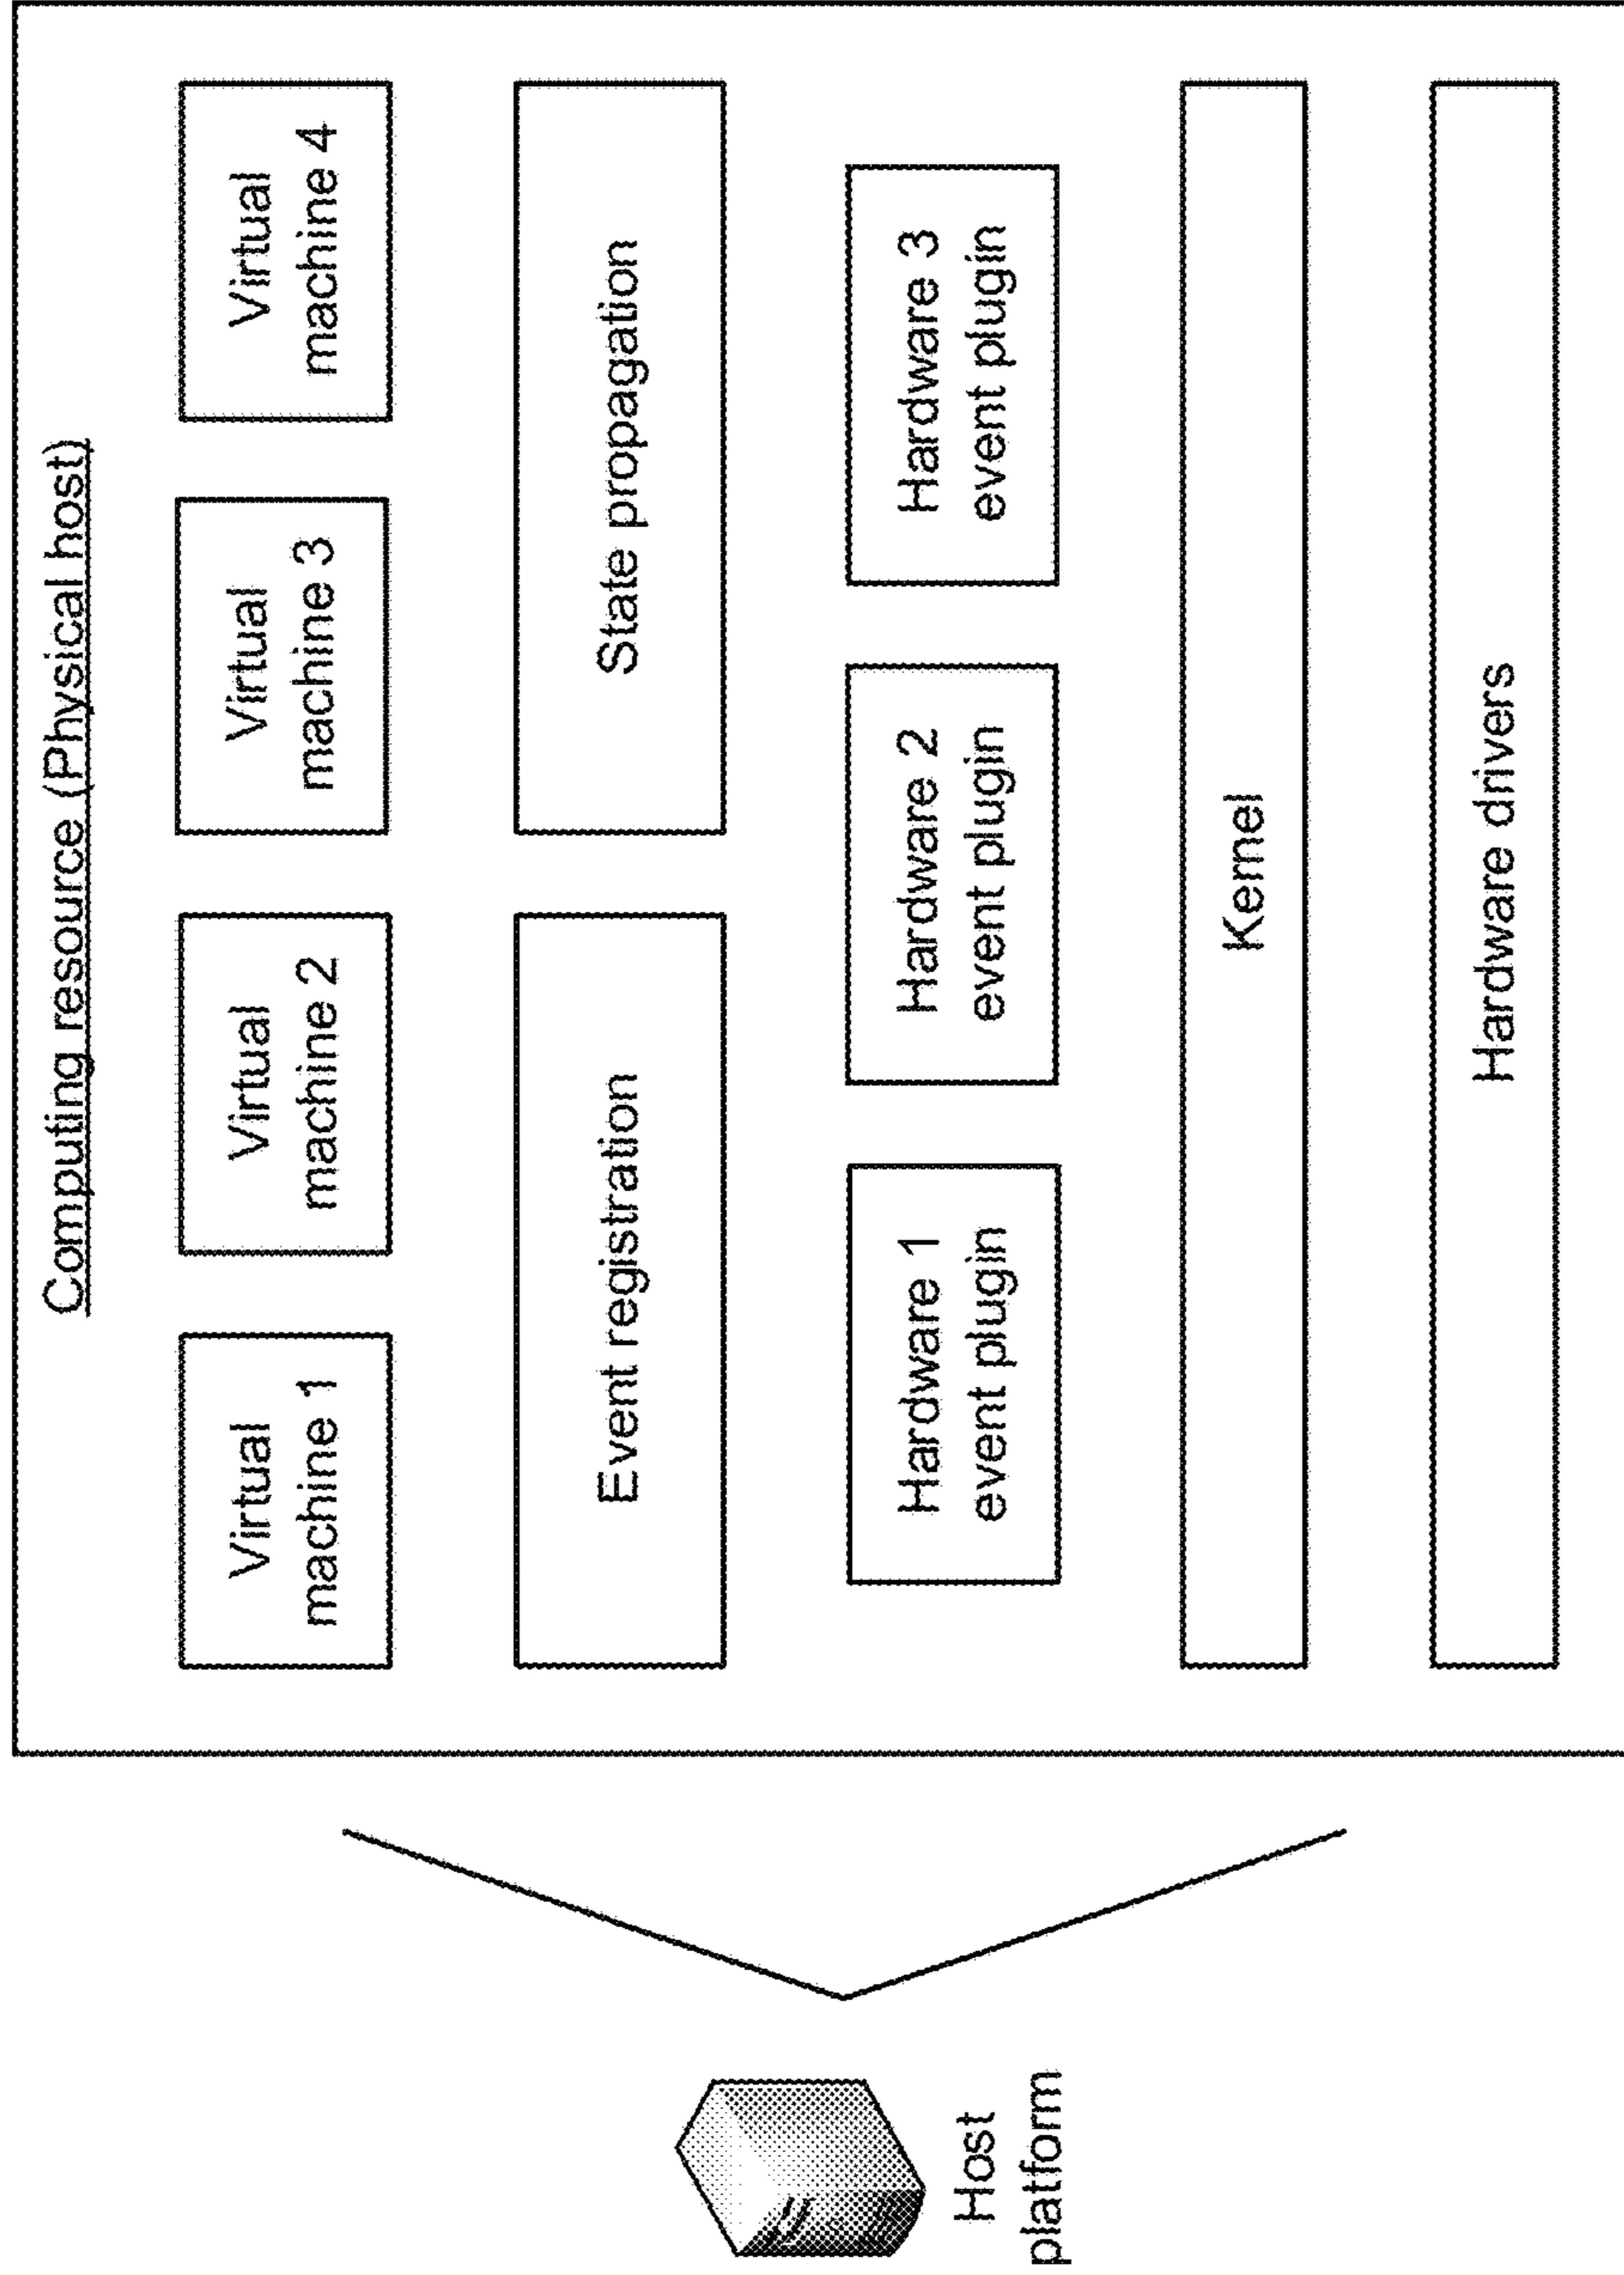 Computing resource (Physical host)
Virtual
machine 1
Virtual
machine 2
Virtual
machine 3
Virtual
machine 4
Event registration
State propagation
Hardware 1
event plugin
Hardware 2
event plugin
Hardware 3
event plugin
Kernel
Hardware drivers
Host
platform